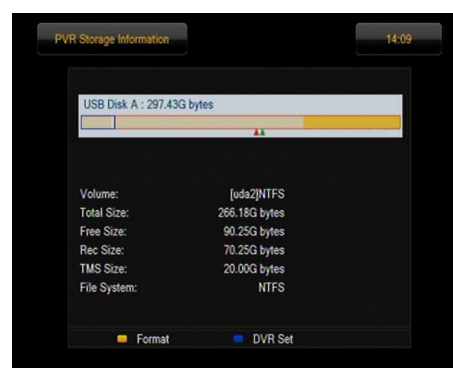 PVR Storage Information 14:09
USB Disk A : 297.43G bytes
Volume: [uda2]NTFS
Total Size: 266.18G bytes
Free Size: 90.25G bytes
Rec Size: 70.25G bytes
TMS Size: 20.00G bytes
File System: NTFS
Format DVR Set